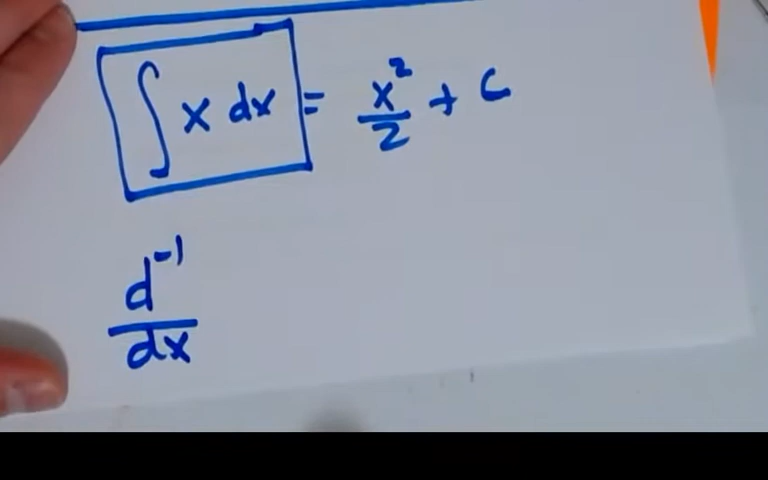 ∫ x dx = x²/2 + C
d⁻¹/dx